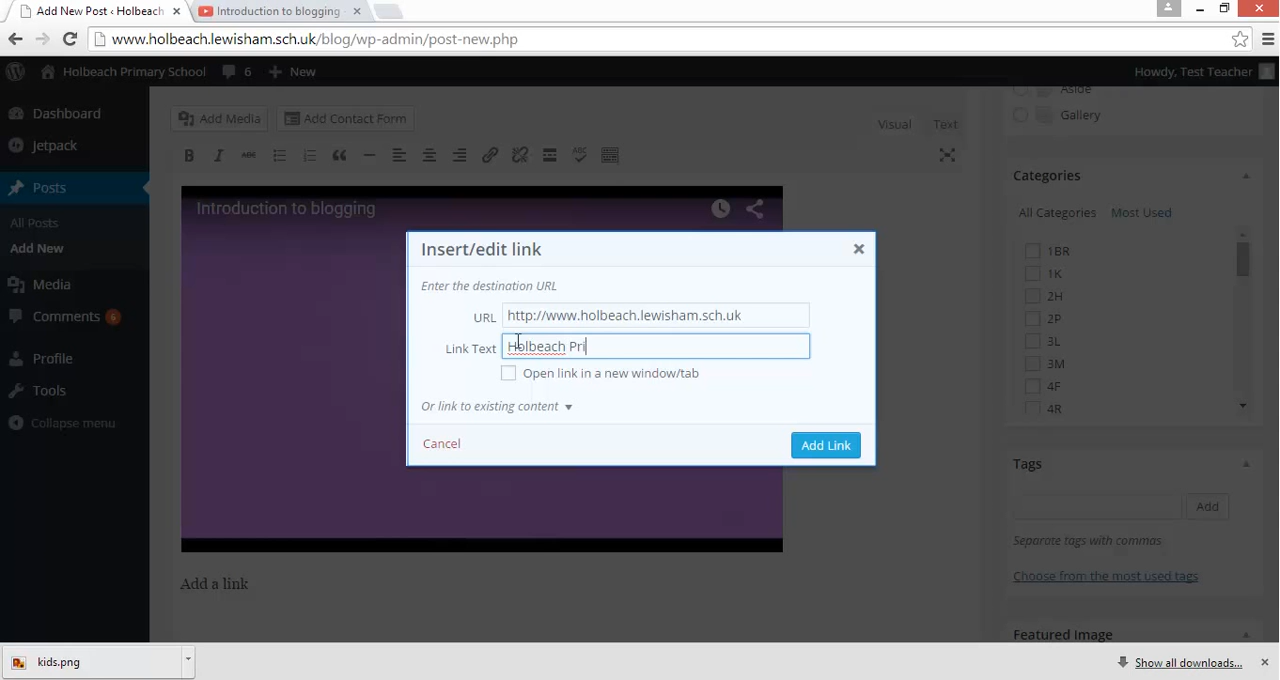 Add New Post ‹ Holbeach
Introduction to blogging
www.holbeach.lewisham.sch.uk/blog/wp-admin/post-new.php
Holbeach Primary School 6 New Howdy, Test Teacher
Dashboard
Jetpack
Posts
All Posts
Add New
Media
Comments 6
Profile
Tools
Collapse menu
Add Media Add Contact Form
Visual Text
B I ABC ABC
Introduction to blogging
Insert/edit link
Enter the destination URL
URL http://www.holbeach.lewisham.sch.uk
Link Text Holbeach Pri
Open link in a new window/tab
Or link to existing content
Cancel Add Link
Add a link
Aside
Gallery
Categories
All Categories Most Used
1BR
1K
2H
2P
3L
3M
4F
4R
Tags
Add
Separate tags with commas
Choose from the most used tags
Featured Image
kids.png
Show all downloads...